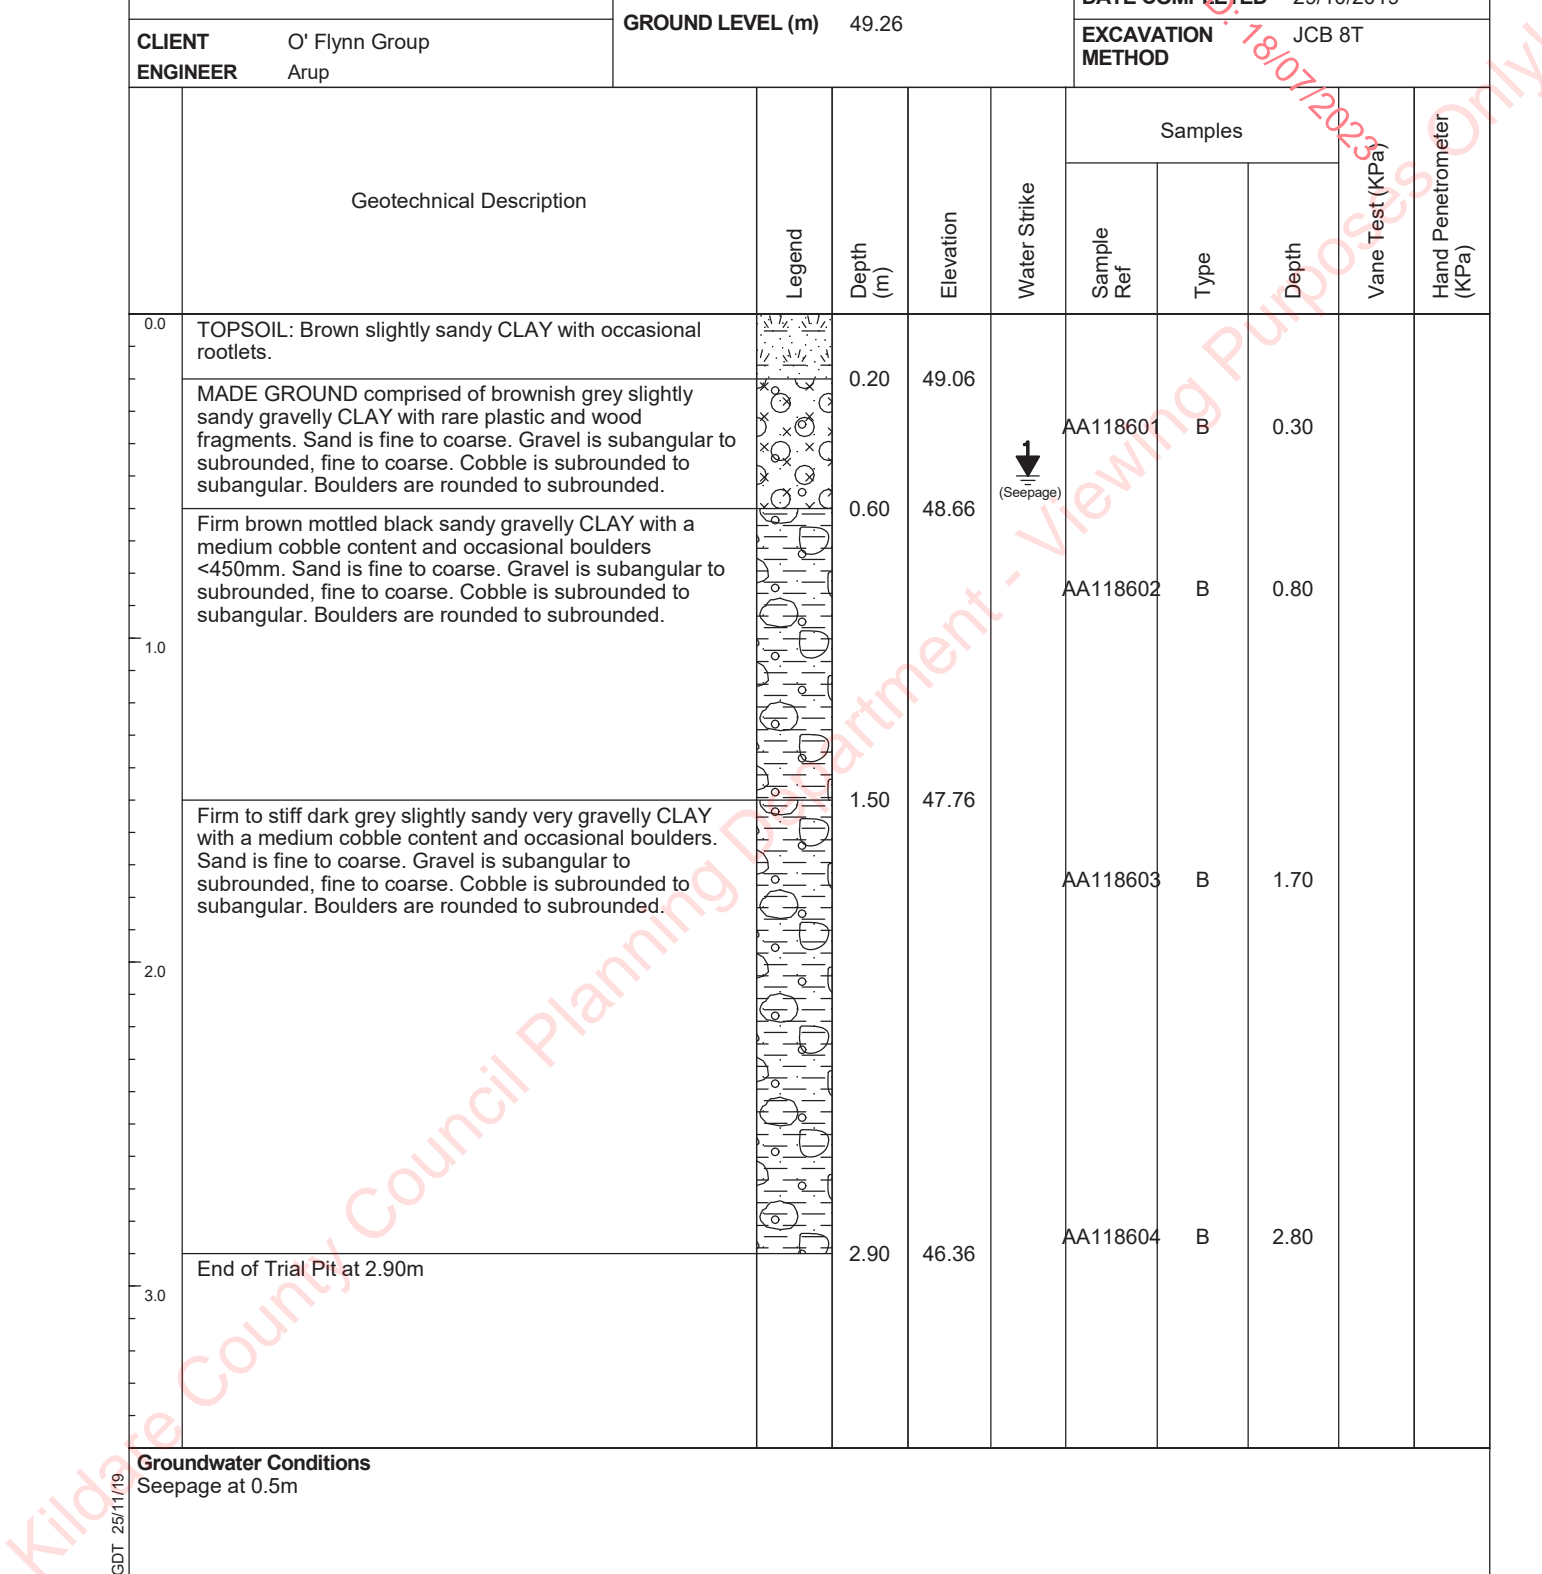 GROUND LEVEL (m) 49.26
CLIENT O' Flynn Group
ENGINEER Arup
DATE COMPLETED
EXCAVATION METHOD JCB 8T
Geotechnical Description
Legend
Depth (m)
Elevation
Water Strike
Samples
Sample Ref
Type
Depth
Vane Test (KPa)
Hand Penetrometer (KPa)
0.0
TOPSOIL: Brown slightly sandy CLAY with occasional
rootlets.
0.20 49.06
MADE GROUND comprised of brownish grey slightly
sandy gravelly CLAY with rare plastic and wood
fragments. Sand is fine to coarse. Gravel is subangular to
subrounded, fine to coarse. Cobble is subrounded to
subangular. Boulders are rounded to subrounded.
AA118601 B 0.30
1
(Seepage)
0.60 48.66
Firm brown mottled black sandy gravelly CLAY with a
medium cobble content and occasional boulders
<450mm. Sand is fine to coarse. Gravel is subangular to
subrounded, fine to coarse. Cobble is subrounded to
subangular. Boulders are rounded to subrounded.
AA118602 B 0.80
1.0
1.50 47.76
Firm to stiff dark grey slightly sandy very gravelly CLAY
with a medium cobble content and occasional boulders.
Sand is fine to coarse. Gravel is subangular to
subrounded, fine to coarse. Cobble is subrounded to
subangular. Boulders are rounded to subrounded.
AA118603 B 1.70
2.0
AA118604 B 2.80
2.90 46.36
End of Trial Pit at 2.90m
3.0
Groundwater Conditions
Seepage at 0.5m
GDT 25/11/19
Kildare County Council Planning Department - Viewing Purposes Only!
D: 18/07/2023